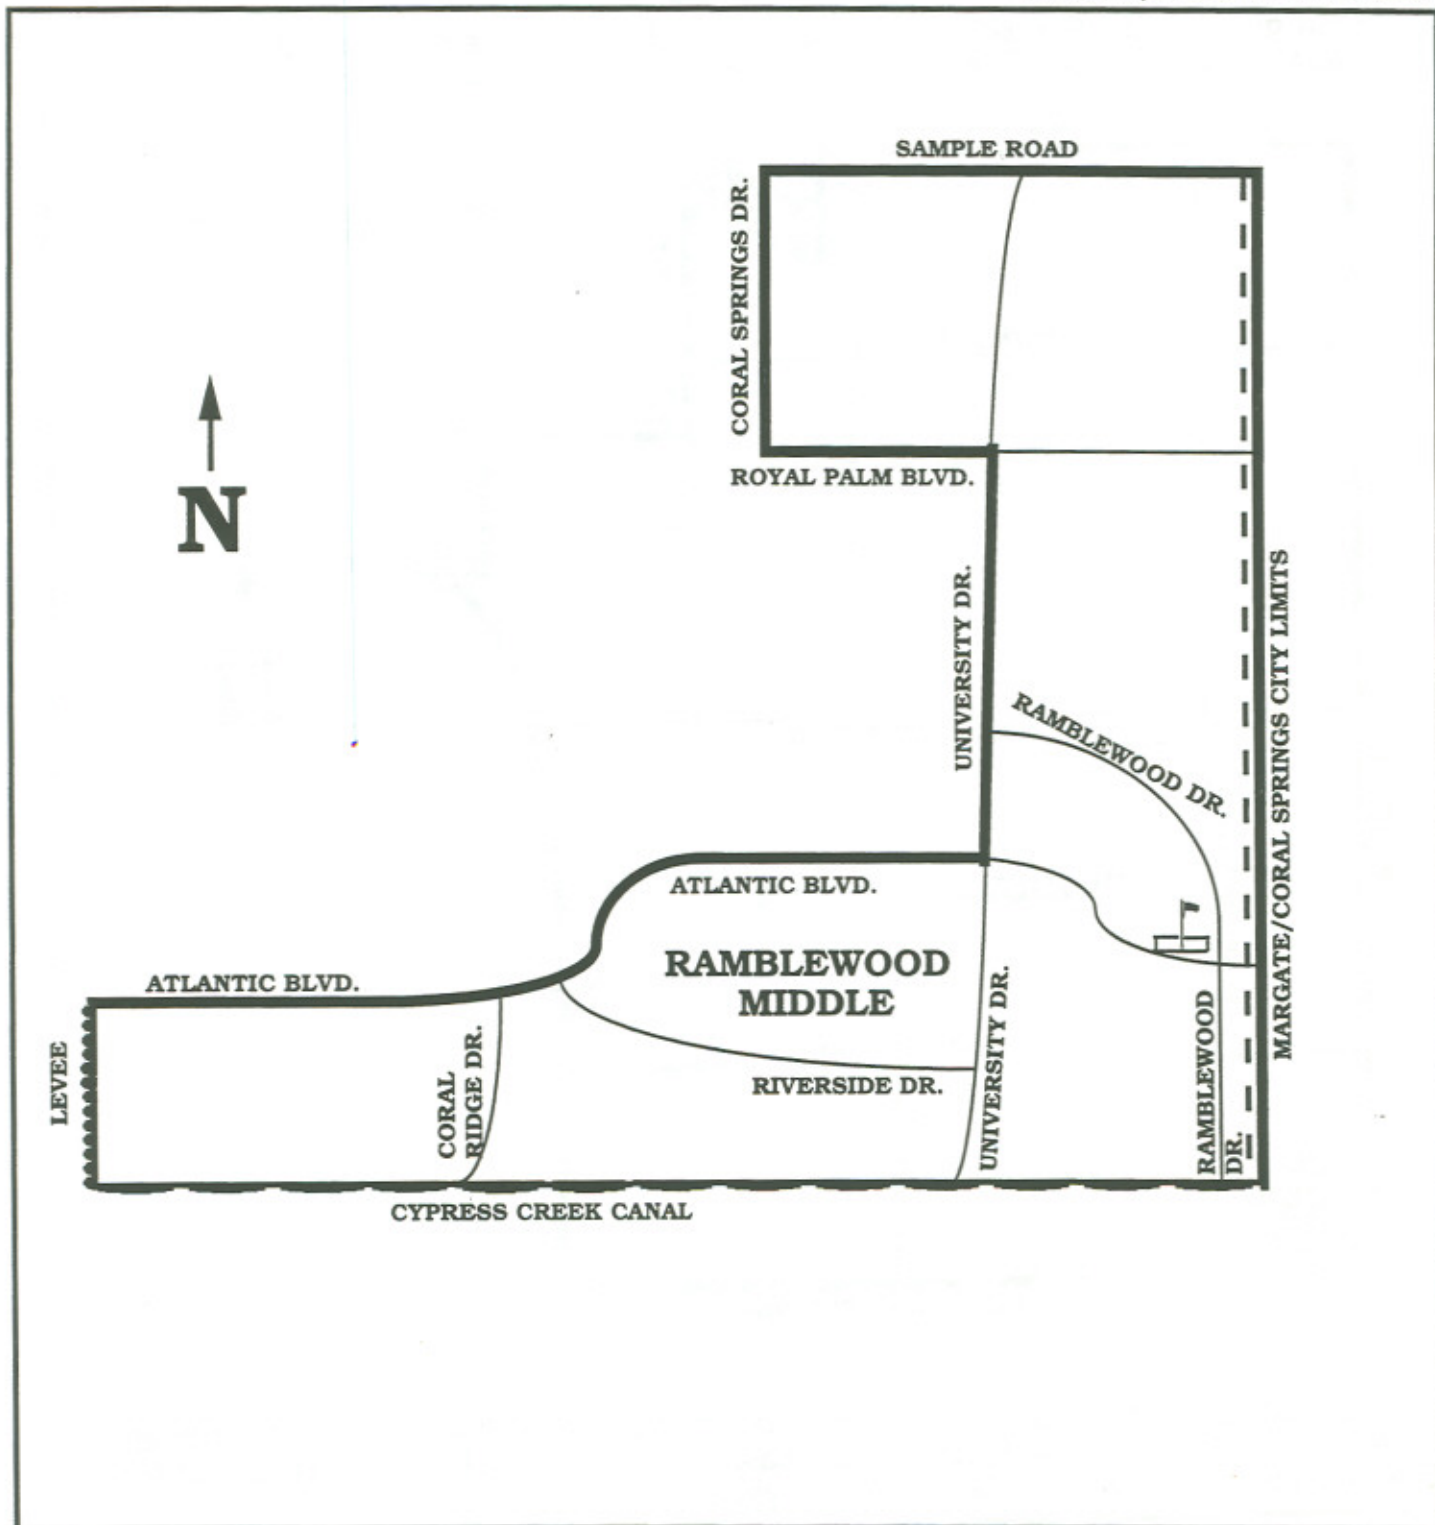 SAMPLE ROAD
CORAL SPRINGS DR.
N
ROYAL PALM BLVD.
UNIVERSITY DR.
MARGATE/CORAL SPRINGS CITY LIMITS
RAMBLEWOOD DR.
ATLANTIC BLVD.
RAMBLEWOOD
MIDDLE
ATLANTIC BLVD.
LEVEE
CORAL
RIDGE DR.
RIVERSIDE DR.
UNIVERSITY DR.
RAMBLEWOOD
DR.
CYPRESS CREEK CANAL